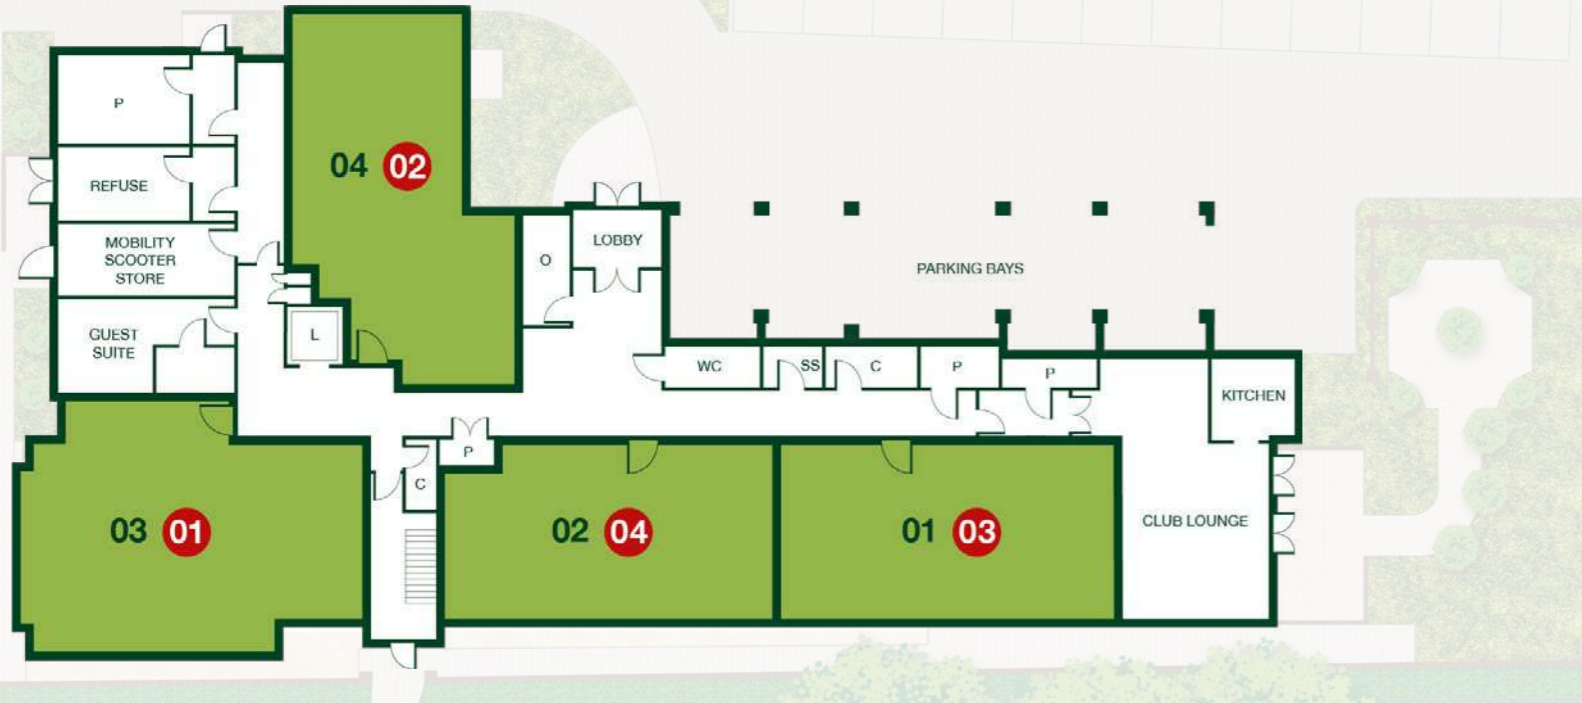 P
REFUSE
MOBILITY
SCOOTER
STORE
GUEST
SUITE
L
04 02
O
LOBBY
PARKING BAYS
WC
SS
C
P
P
KITCHEN
P
C
03 01
02 04
01 03
CLUB LOUNGE